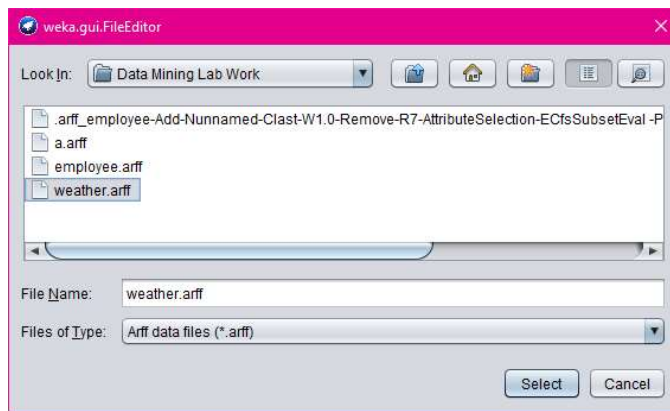 weka.gui.FileEditor
Look In: Data Mining Lab Work
.arff_employee-Add-Nunnamed-Clast-W1.0-Remove-R7-AttributeSelection-ECfsSubsetEval -P
a.arff
employee.arff
weather.arff
File Name: weather.arff
Files of Type: Arff data files (*.arff)
Select Cancel